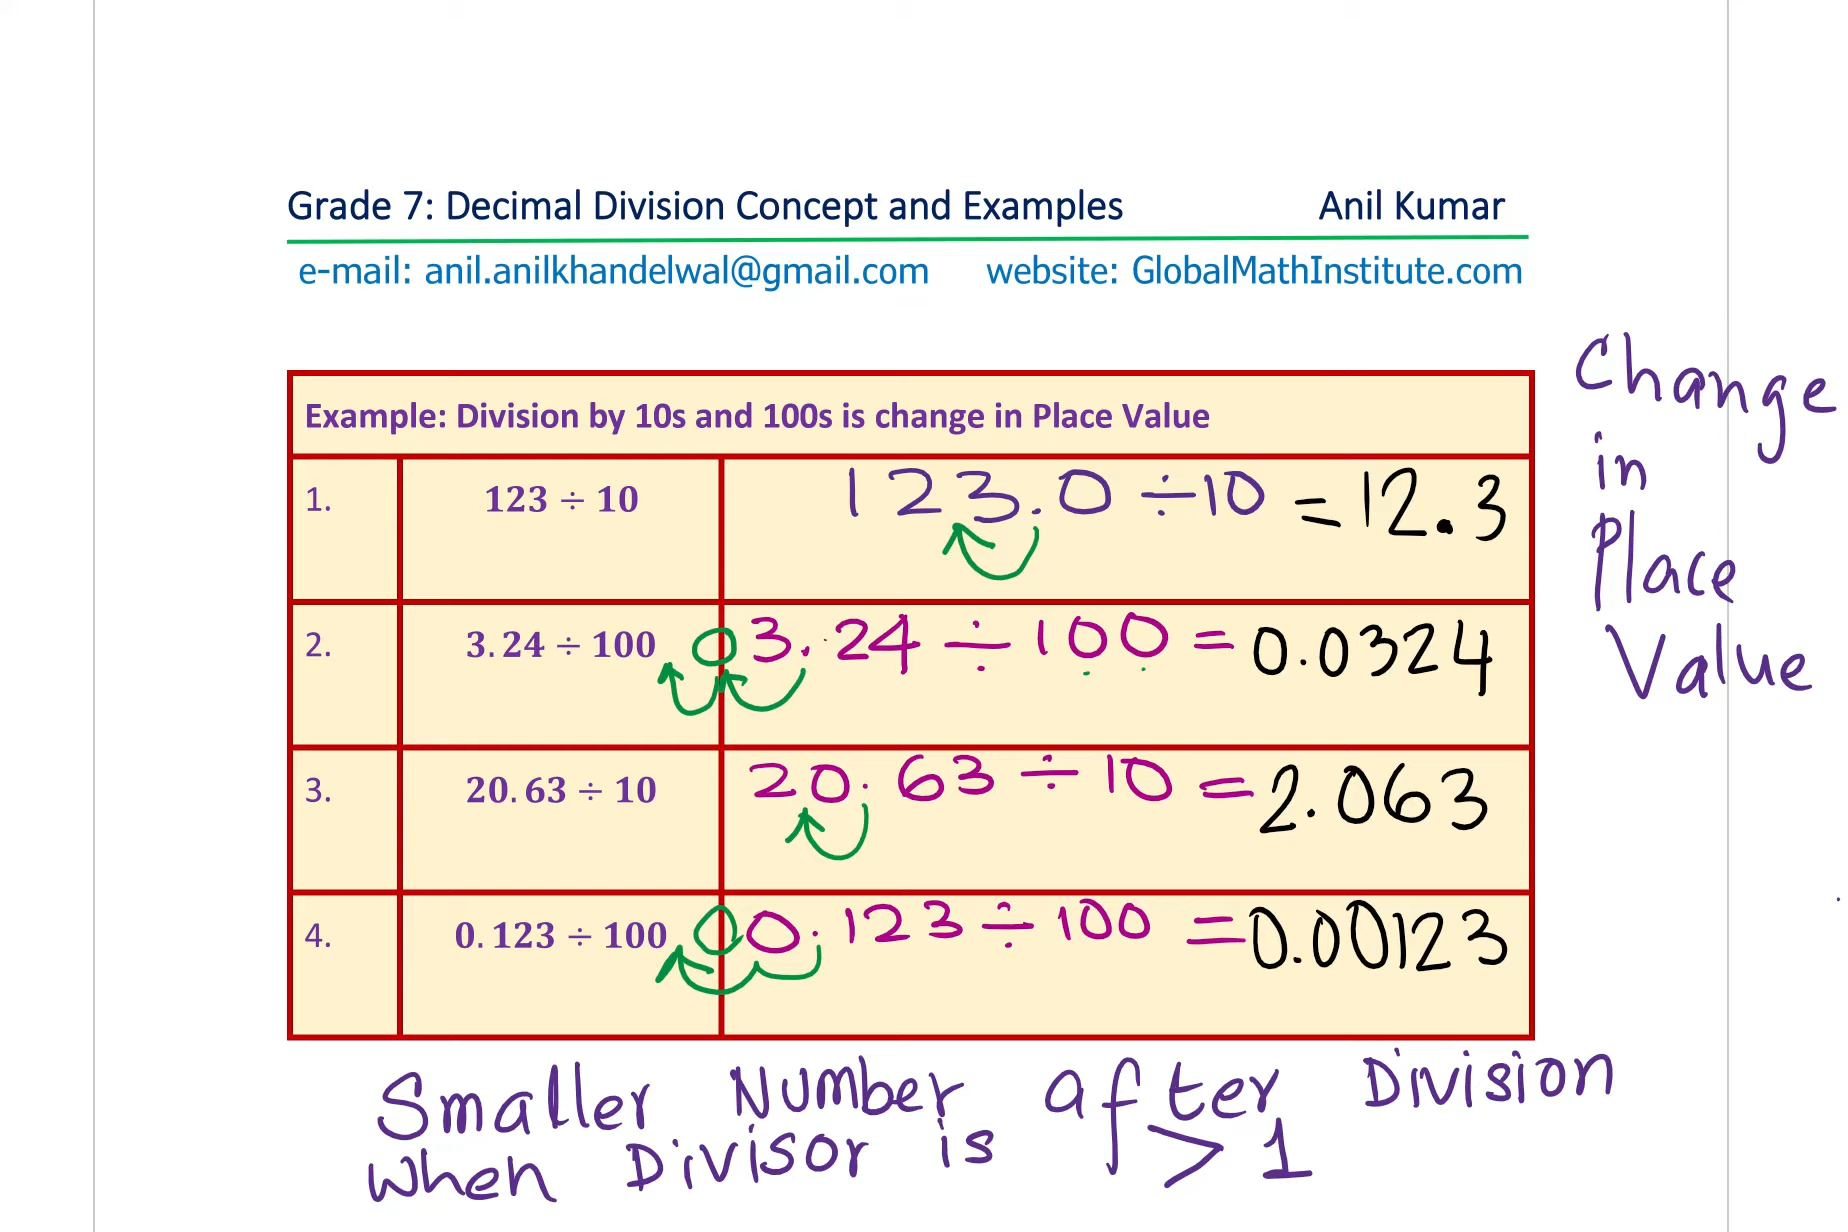 Grade 7: Decimal Division Concept and Examples Anil Kumar
e-mail: anil.anilkhandelwal@gmail.com website: GlobalMathInstitute.com
Example: Division by 10s and 100s is change in Place Value
1. 123 ÷ 10 123.0 ÷ 10 = 12.3
2. 3.24 ÷ 100 03.24 ÷ 100 = 0.0324
3. 20.63 ÷ 10 20.63 ÷ 10 = 2.063
4. 0.123 ÷ 100 00.123 ÷ 100 = 0.00123
Change
in
Place
Value
Smaller Number after Division
When Divisor is > 1